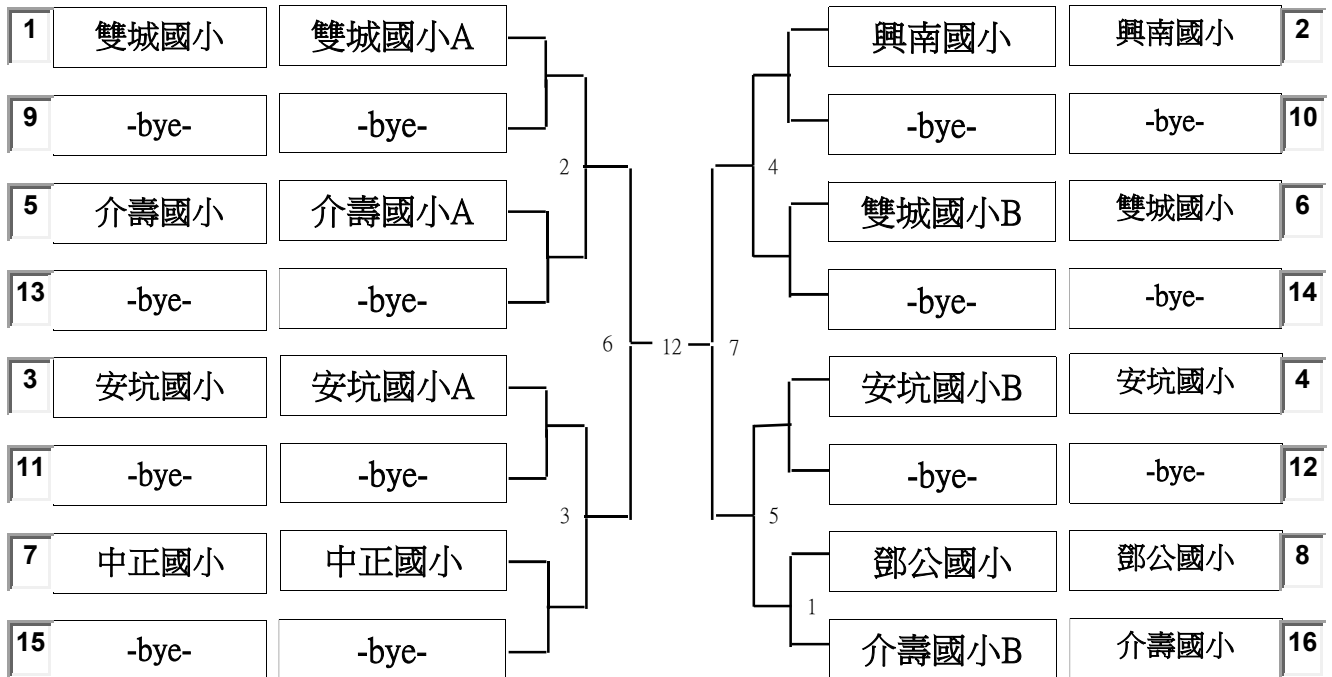 1 雙城國小 雙城國小A 興南國小 興南國小 2
9 -bye- -bye- -bye- -bye- 10
2 4
5 介壽國小 介壽國小A 雙城國小B 雙城國小 6
13 -bye- -bye- -bye- -bye- 14
6 12 7
3 安坑國小 安坑國小A 安坑國小B 安坑國小 4
11 -bye- -bye- -bye- -bye- 12
3 5
7 中正國小 中正國小 鄧公國小 鄧公國小 8
1
15 -bye- -bye- 介壽國小B 介壽國小 16